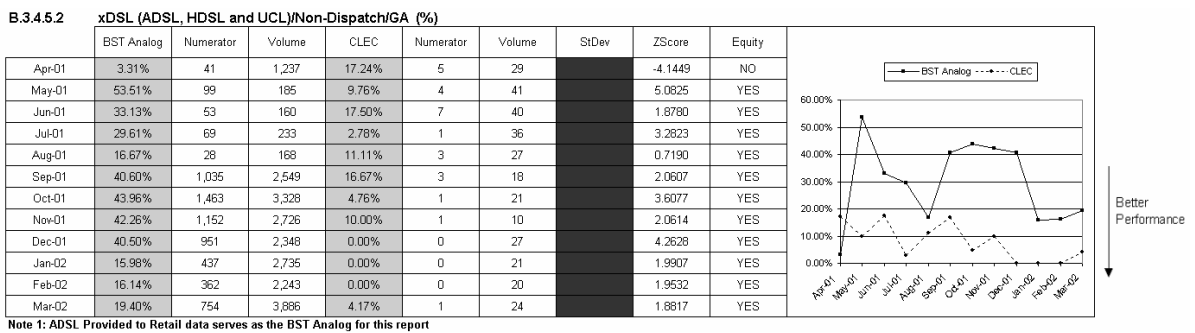 B.3.4.5.2 xDSL (ADSL, HDSL and UCL)/Non-Dispatch/GA (%)
BST Analog Numerator Volume CLEC Numerator Volume StDev ZScore Equity
Apr-01 3.31% 41 1,237 17.24% 5 29 -4.1449 NO
May-01 53.51% 99 185 9.76% 4 41 5.0825 YES
Jun-01 33.13% 53 160 17.50% 7 40 1.8780 YES
Jul-01 29.61% 69 233 2.78% 1 36 3.2823 YES
Aug-01 16.67% 28 168 11.11% 3 27 0.7190 YES
Sep-01 40.60% 1,035 2,549 16.67% 3 18 2.0607 YES
Oct-01 43.96% 1,463 3,328 4.76% 1 21 3.6077 YES
Nov-01 42.26% 1,152 2,726 10.00% 1 10 2.0614 YES
Dec-01 40.50% 951 2,348 0.00% 0 27 4.2628 YES
Jan-02 15.98% 437 2,735 0.00% 0 21 1.9907 YES
Feb-02 16.14% 362 2,243 0.00% 0 20 1.9532 YES
Mar-02 19.40% 754 3,886 4.17% 1 24 1.8817 YES
Note 1: ADSL Provided to Retail data serves as the BST Analog for this report
BST Analog CLEC
60.00%
50.00%
40.00%
30.00%
20.00%
10.00%
0.00%
Apr-01 May-01 Jun-01 Jul-01 Aug-01 Sep-01 Oct-01 Nov-01 Dec-01 Jan-02 Feb-02 Mar-02
Better
Performance